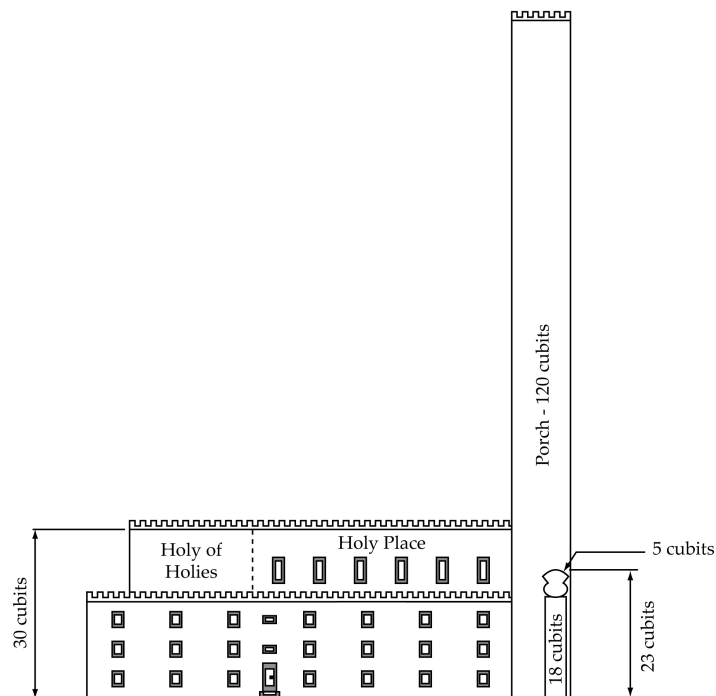 Porch - 120 cubits
Holy of
Holies
Holy Place
5 cubits
30 cubits
18 cubits
23 cubits